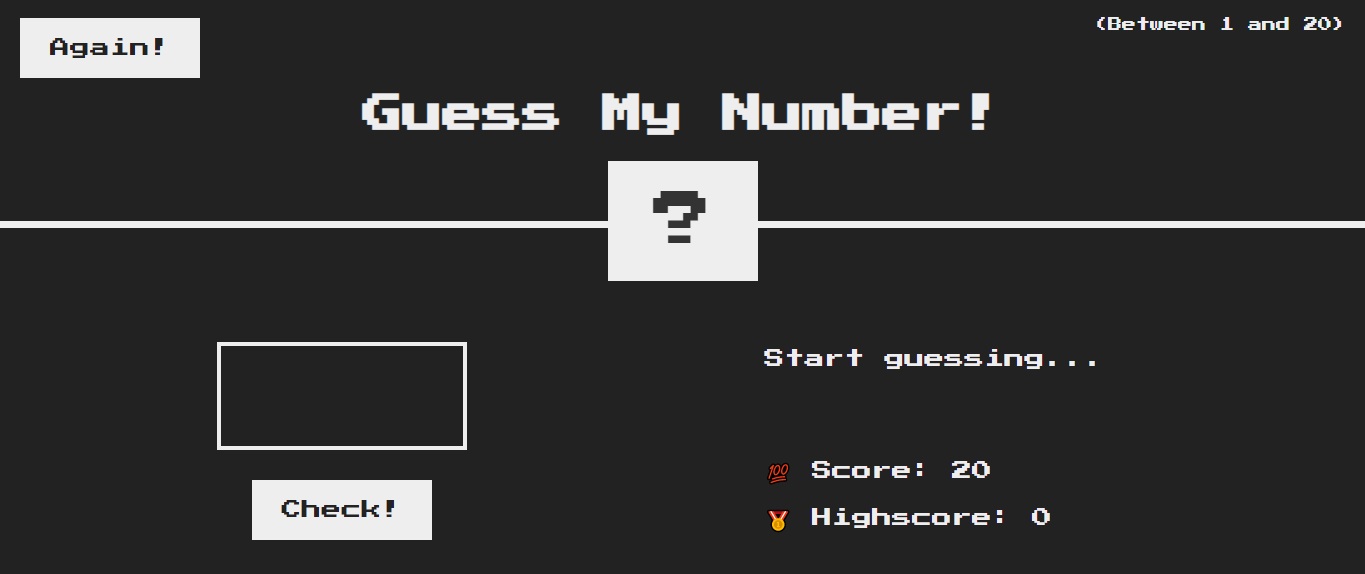 Again!
(Between 1 and 20)
Guess My Number!
?
Start guessing...
💯 Score: 20
🥇 Highscore: 0
Check!